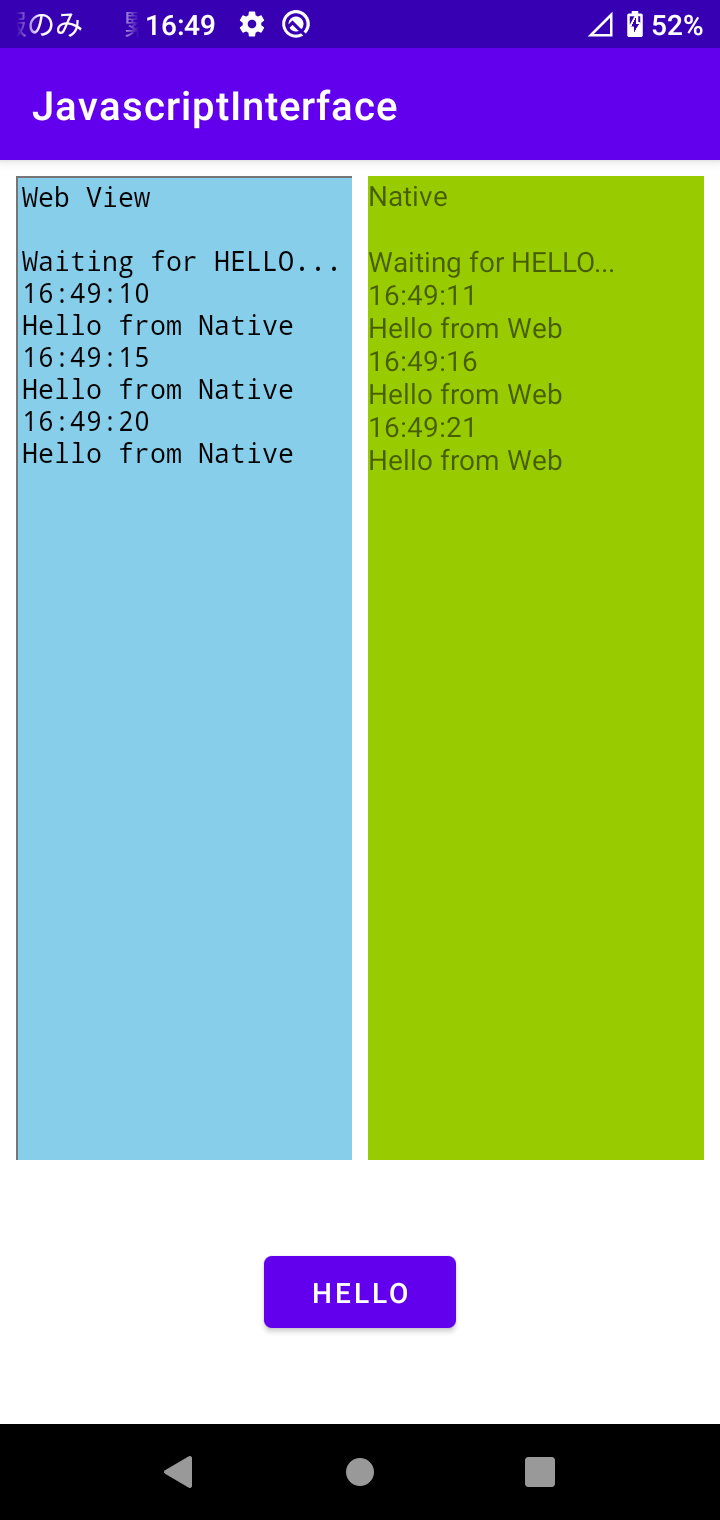 のみ 16:49 52%
JavascriptInterface
Web View
Waiting for HELLO...
16:49:10
Hello from Native
16:49:15
Hello from Native
16:49:20
Hello from Native
Native
Waiting for HELLO...
16:49:11
Hello from Web
16:49:16
Hello from Web
16:49:21
Hello from Web
HELLO